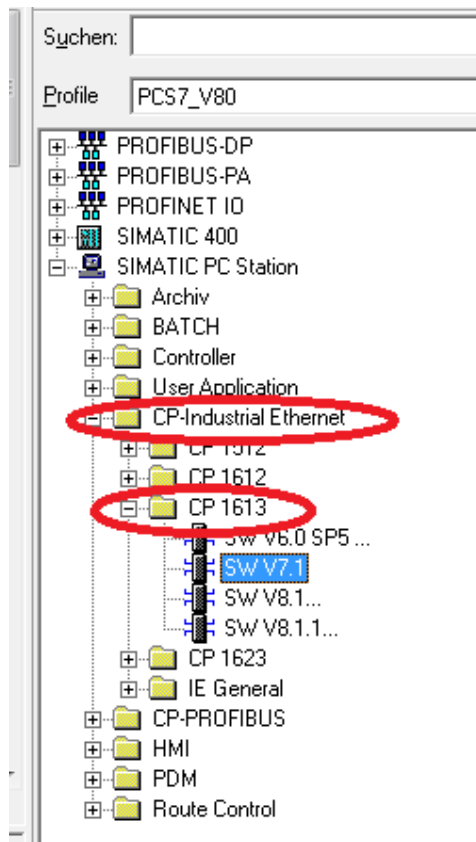 Suchen:
Profile PCS7_V80
PROFIBUS-DP
PROFIBUS-PA
PROFINET IO
SIMATIC 400
SIMATIC PC Station
Archiv
BATCH
Controller
User Application
CP-Industrial Ethernet
CP 1512
CP 1612
CP 1613
SW V6.0 SP5 ...
SW V7.1
SW V8.1...
SW V8.1.1...
CP 1623
IE General
CP-PROFIBUS
HMI
PDM
Route Control